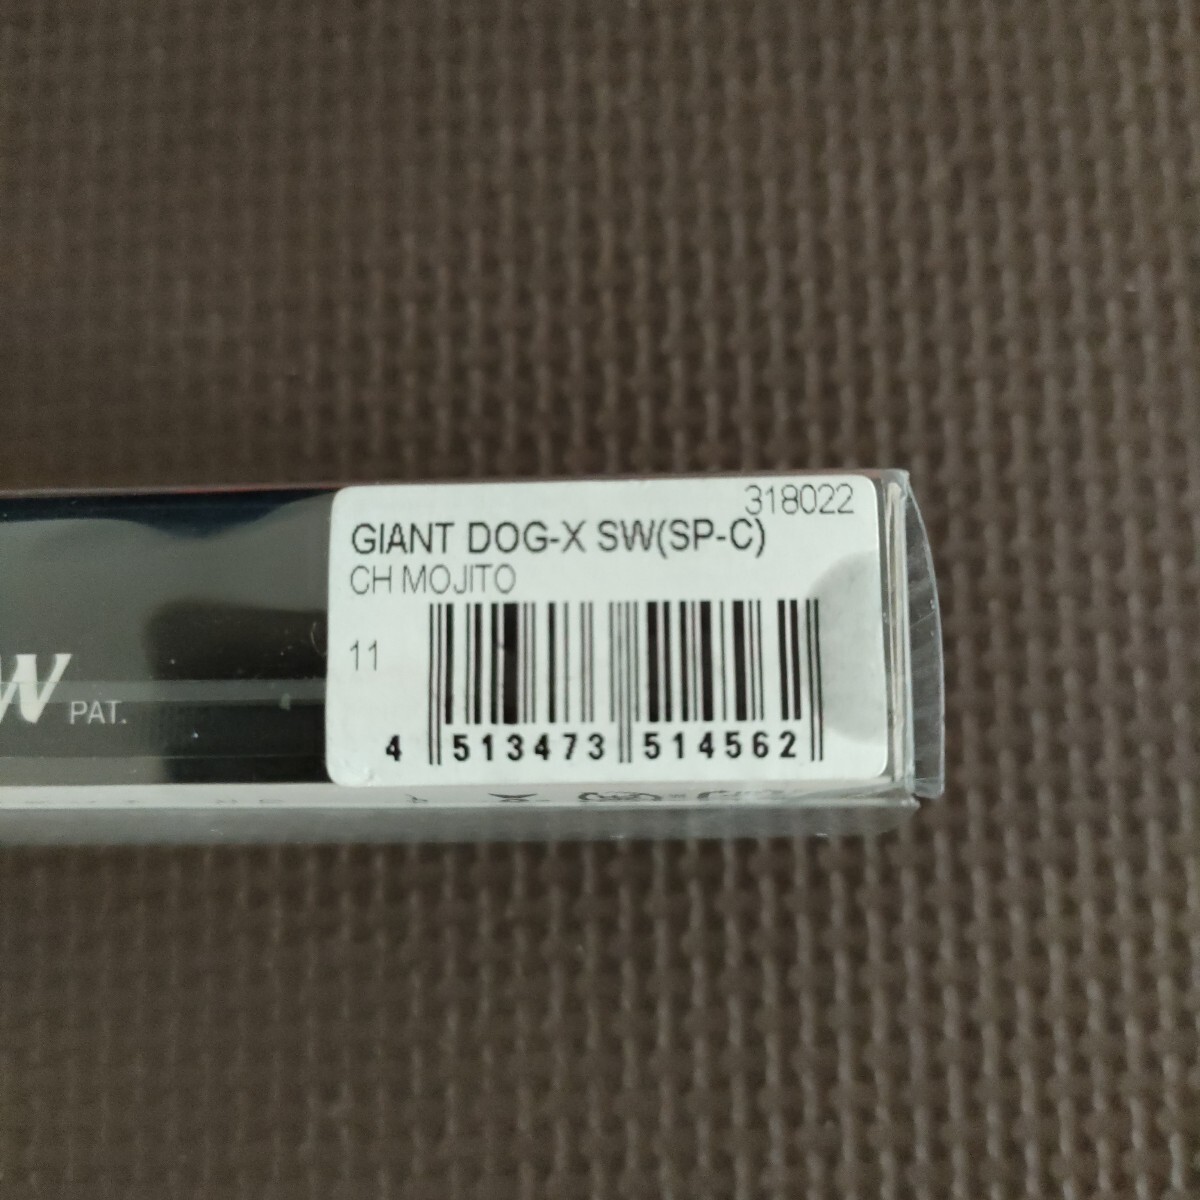 318022
GIANT DOG-X SW(SP-C)
CH MOJITO
11
4 513473 514562
W PAT.